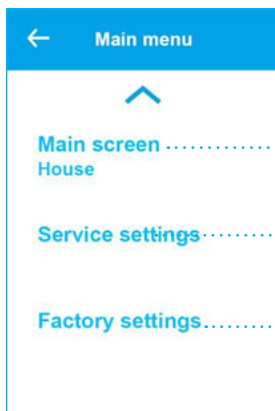 Main menu
Main screen
House
Service settings
Factory settings